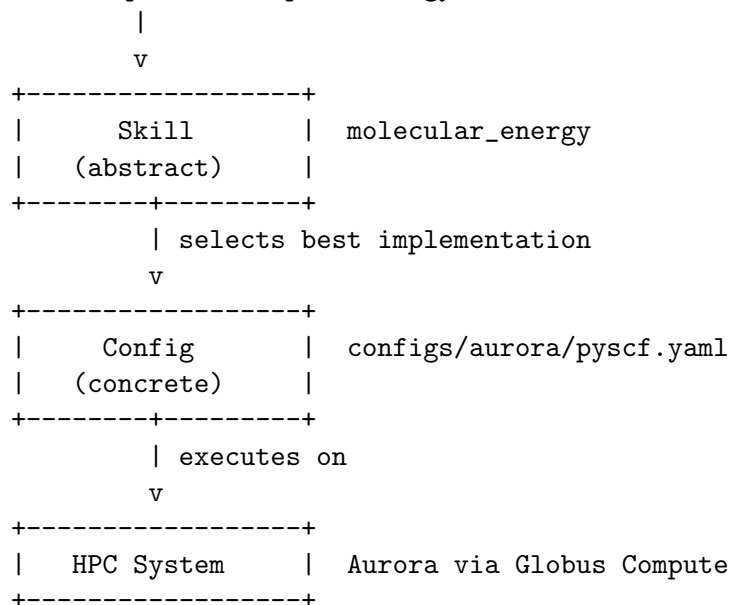 |
v
+------------------+
|      Skill       |  molecular_energy
|   (abstract)     |
+--------+---------+
| selects best implementation
v
+------------------+
|     Config       |  configs/aurora/pyscf.yaml
|   (concrete)     |
+--------+---------+
| executes on
v
+------------------+
|   HPC System     |  Aurora via Globus Compute
+------------------+